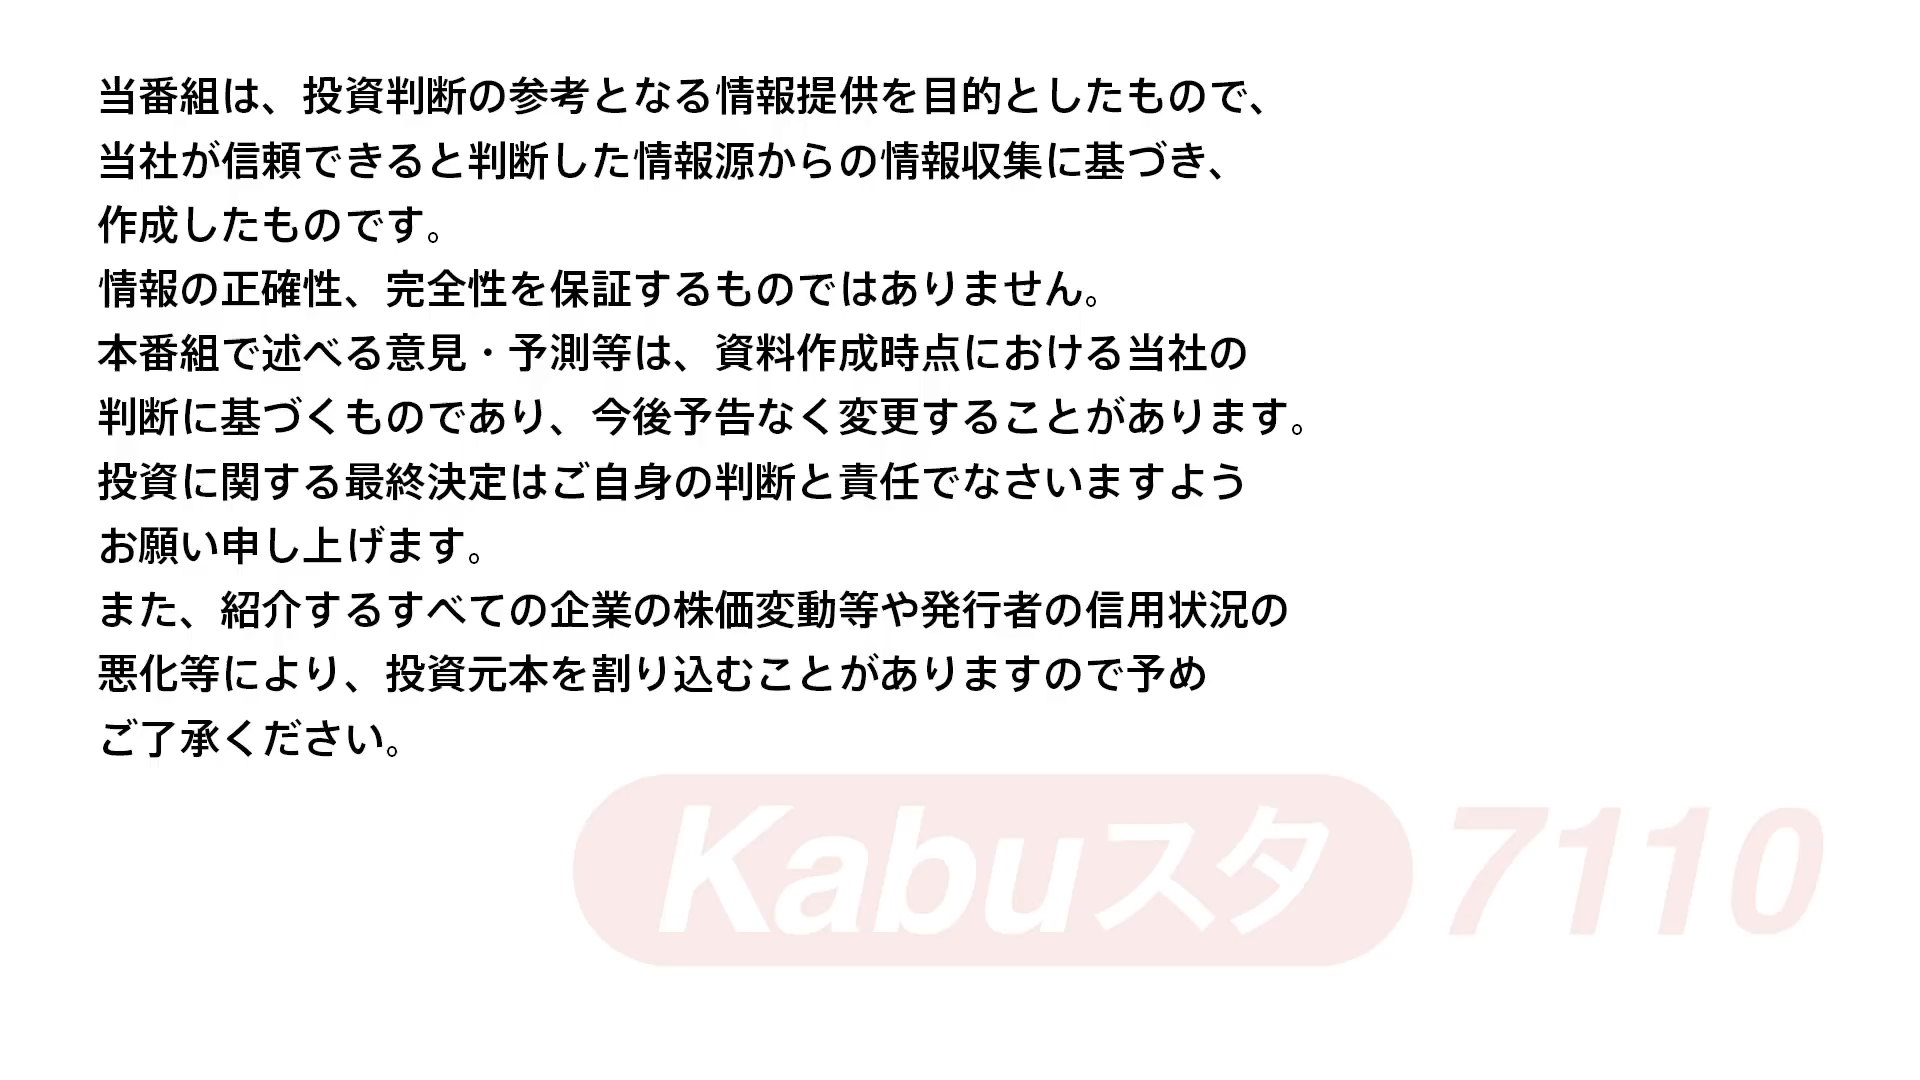 当番組は、投資判断の参考となる情報提供を目的としたもので、
当社が信頼できると判断した情報源からの情報収集に基づき、
作成したものです。
情報の正確性、完全性を保証するものではありません。
本番組で述べる意見・予測等は、資料作成時点における当社の
判断に基づくものであり、今後予告なく変更することがあります。
投資に関する最終決定はご自身の判断と責任でなさいますよう
お願い申し上げます。
また、紹介するすべての企業の株価変動等や発行者の信用状況の
悪化等により、投資元本を割り込むことがありますので予め
ご了承ください。
Kabuスタ 7110